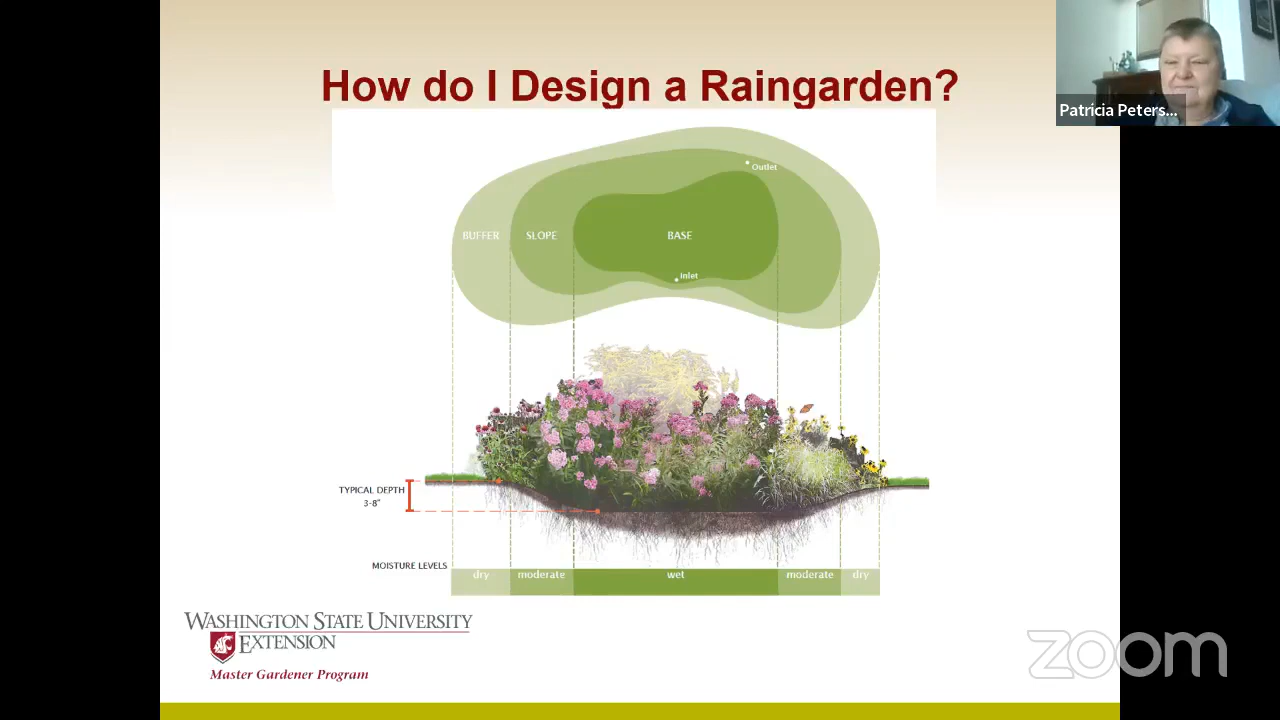 How do I Design a Raingarden?
Patricia Peters...
Outlet
BUFFER
SLOPE
BASE
Inlet
TYPICAL DEPTH
3-8"
MOISTURE LEVELS
dry
moderate
wet
moderate
dry
WASHINGTON STATE UNIVERSITY
EXTENSION
Master Gardener Program
zoom